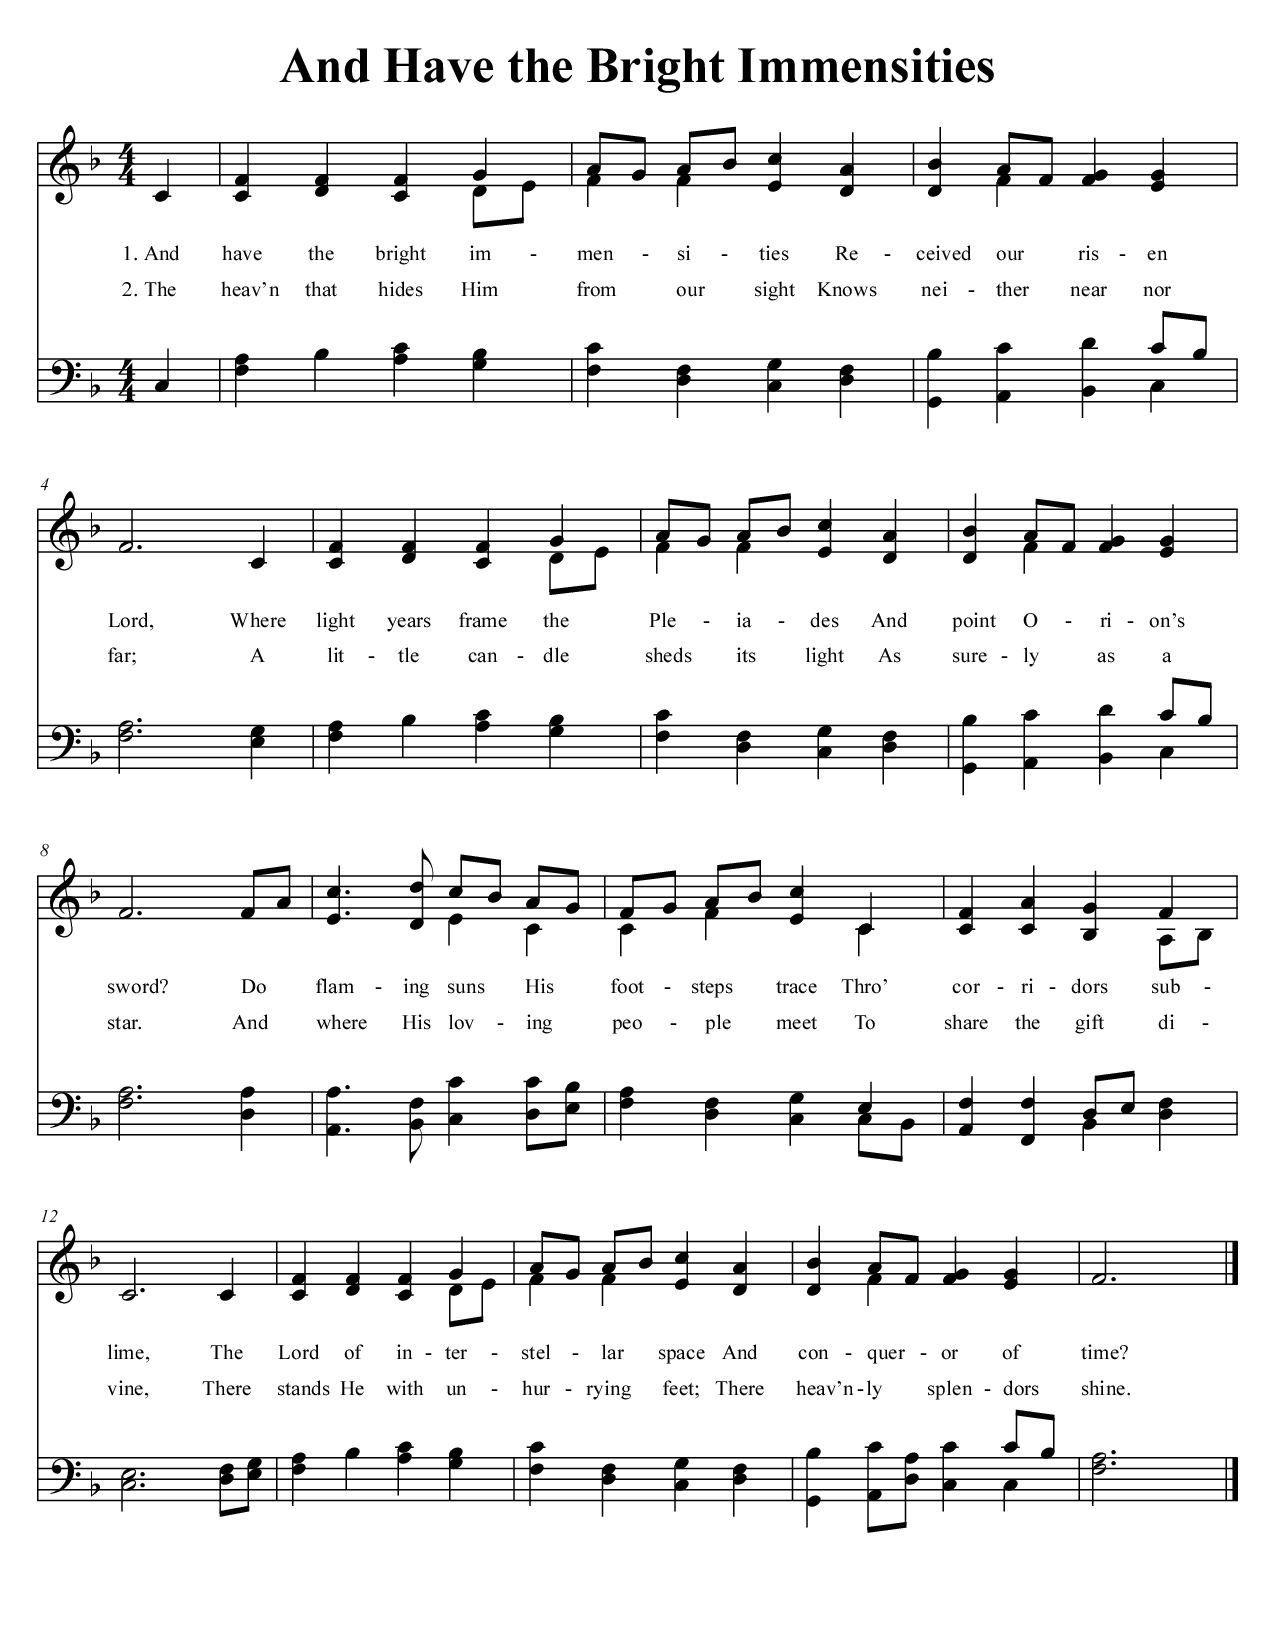 And Have the Bright Immensities
1. And have the bright im - men - si - ties Re - ceived our ris - en
2. The heav’n that hides Him from our sight Knows nei - ther near nor
4
Lord, Where light years frame the Ple - ia - des And point O - ri - on’s
far; A lit - tle can - dle sheds its light As sure - ly as a
8
sword? Do flam - ing suns His foot - steps trace Thro’ cor - ri - dors sub -
star. And where His lov - ing peo - ple meet To share the gift di -
12
lime, The Lord of in - ter - stel - lar space And con - quer - or of time?
vine, There stands He with un - hur - rying feet; There heav’n - ly splen - dors shine.